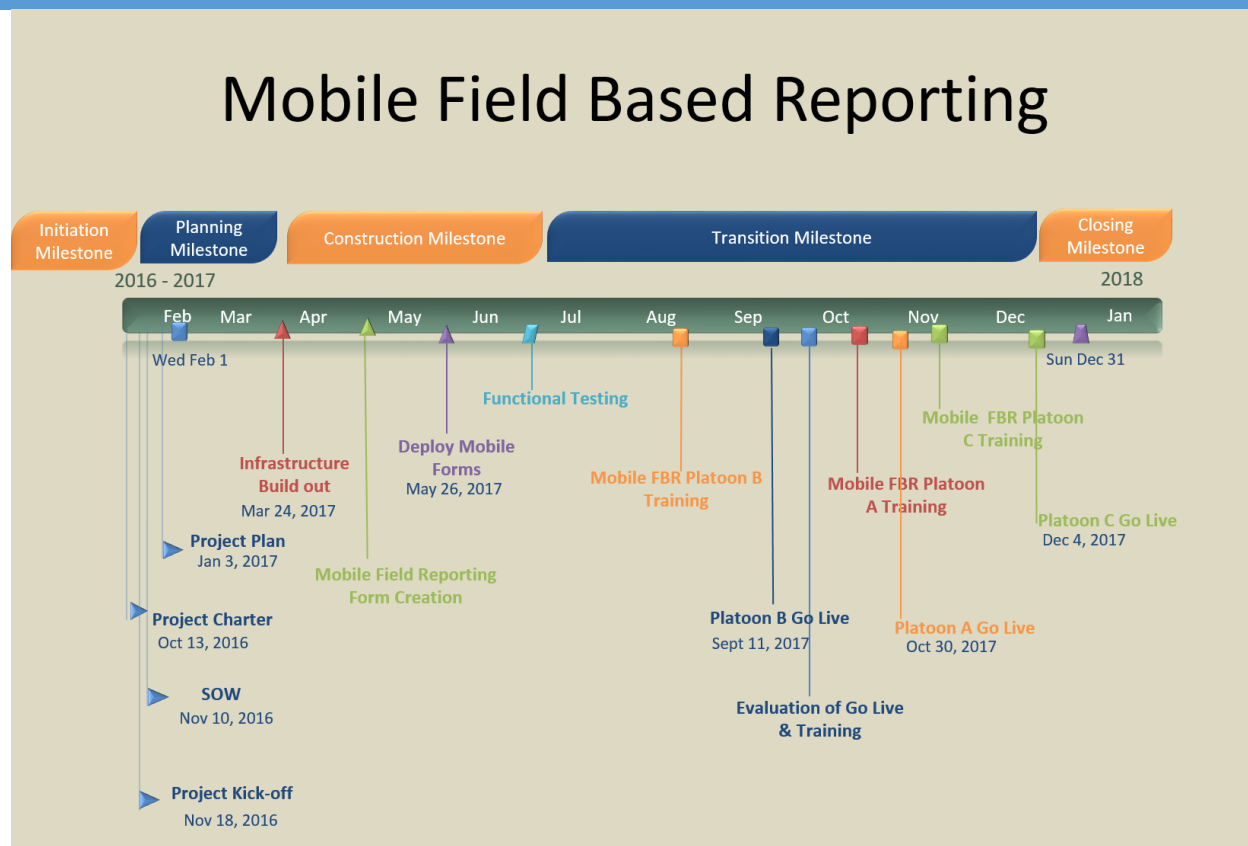 Mobile Field Based Reporting
Initiation
Milestone
Planning
Milestone
Construction Milestone
Transition Milestone
Closing
Milestone
2016 - 2017
2018
Feb
Mar
Apr
May
Jun
Jul
Aug
Sep
Oct
Nov
Dec
Jan
Wed Feb 1
Sun Dec 31
Functional Testing
Mobile  FBR Platoon
C Training
Deploy Mobile
Forms
May 26, 2017
Infrastructure
Build out
Mar 24, 2017
Mobile FBR Platoon B
Training
Mobile FBR Platoon
A Training
Platoon C Go Live
Dec 4, 2017
Project Plan
Jan 3, 2017
Mobile Field Reporting
Form Creation
Project Charter
Oct 13, 2016
Platoon B Go Live
Sept 11, 2017
Platoon A Go Live
Oct 30, 2017
SOW
Nov 10, 2016
Evaluation of Go Live
& Training
Project Kick-off
Nov 18, 2016